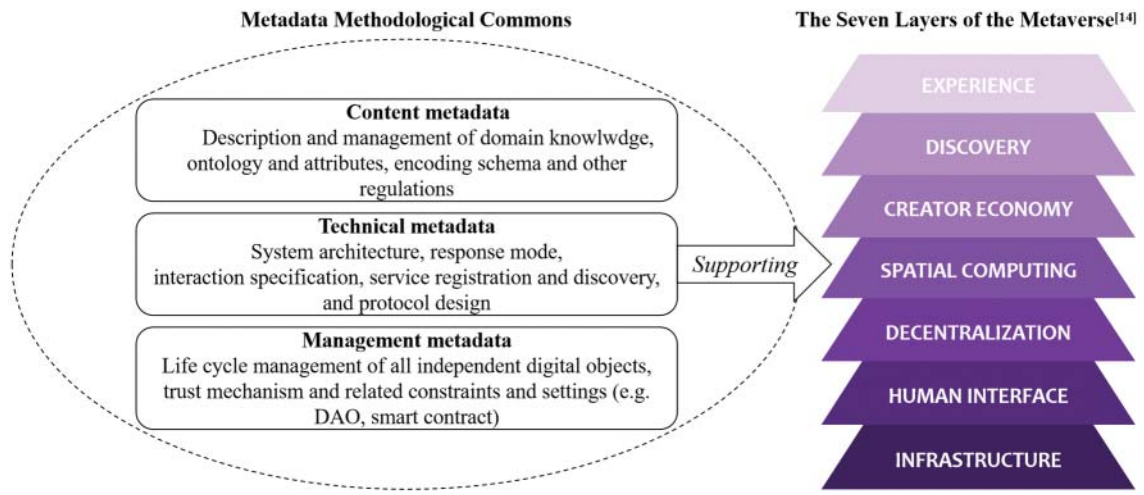 Metadata Methodological Commons
Content metadata
Description and management of domain knowlwdge,
ontology and attributes, encoding schema and other
regulations
Technical metadata
System architecture, response mode,
interaction specification, service registration and discovery,
and protocol design
Management metadata
Life cycle management of all independent digital objects,
trust mechanism and related constraints and settings (e.g.
DAO, smart contract)
Supporting
The Seven Layers of the Metaverse[14]
EXPERIENCE
DISCOVERY
CREATOR ECONOMY
SPATIAL COMPUTING
DECENTRALIZATION
HUMAN INTERFACE
INFRASTRUCTURE